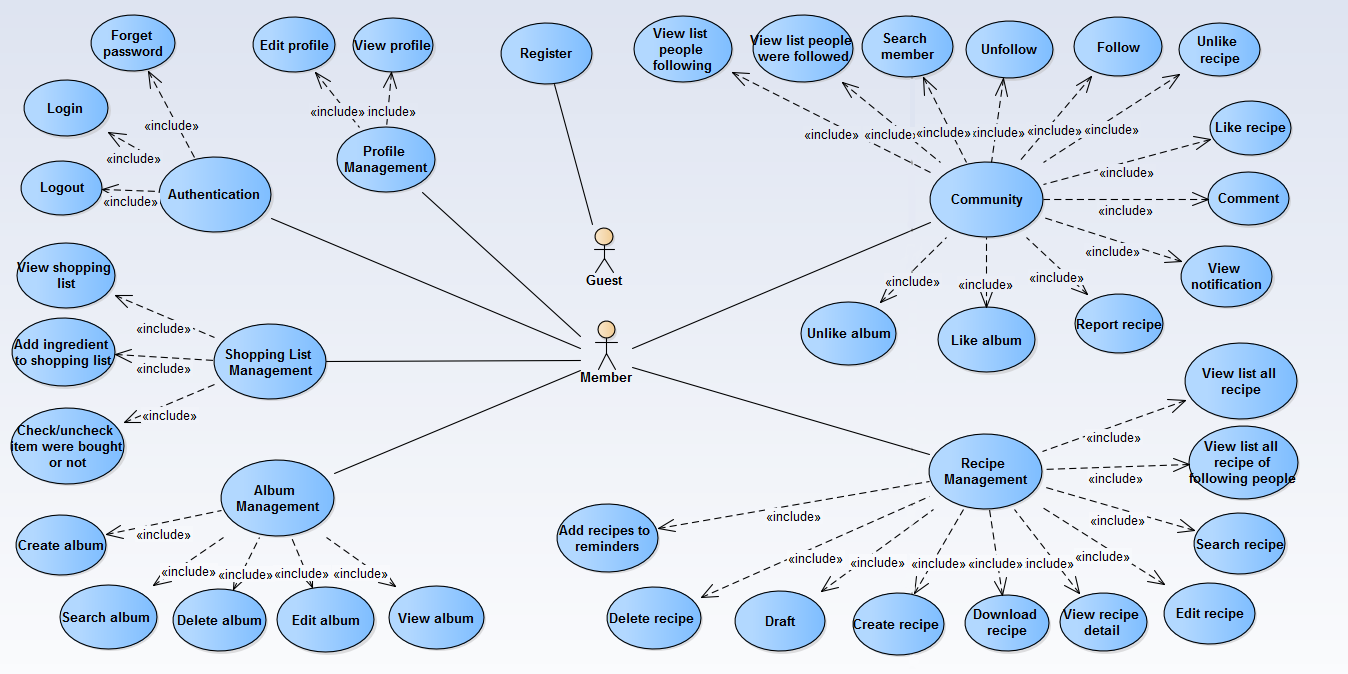 Forget
password
Edit profile
View profile
Register
View list
people
following
View list people
were followed
Search
member
Unfollow
Follow
Unlike
recipe
Login
«include»
«include»
Logout
«include»
Authentication
«include»
«include»
Profile
Management
«include»
«include»
«include»
«include»
«include»
«include»
Like recipe
«include»
Community
Comment
«include»
«include»
View
notification
«include»
«include»
«include»
Unlike album
Like album
Report recipe
Guest
Member
View shopping
list
«include»
Add ingredient
to shopping list
«include»
Shopping List
Management
«include»
Check/uncheck
item were bought
or not
Album
Management
Create album
«include»
«include»
«include»
«include»
«include»
Search album
Delete album
Edit album
View album
View list all
recipe
«include»
Recipe
Management
View list all
recipe of
following people
«include»
«include»
Search recipe
Add recipes to
reminders
«include»
«include»
«include»
«include»
«include»
include»
«include»
Delete recipe
Draft
Create recipe
Download
recipe
View recipe
detail
Edit recipe